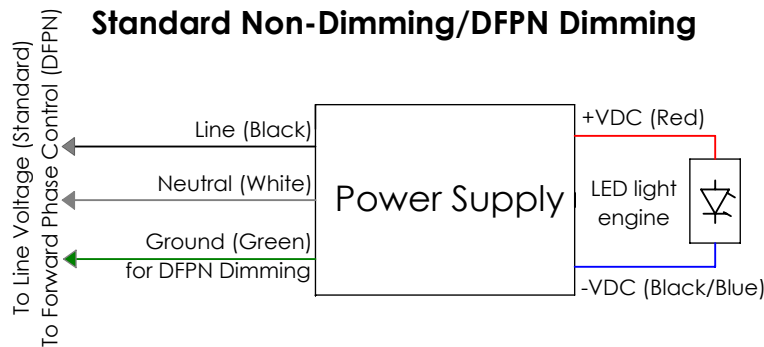 Standard Non-Dimming/DFPN Dimming
To Line Voltage (Standard)
To Forward Phase Control (DFPN)
Line (Black)
Neutral (White)
Ground (Green)
for DFPN Dimming
Power Supply
+VDC (Red)
LED light
engine
-VDC (Black/Blue)